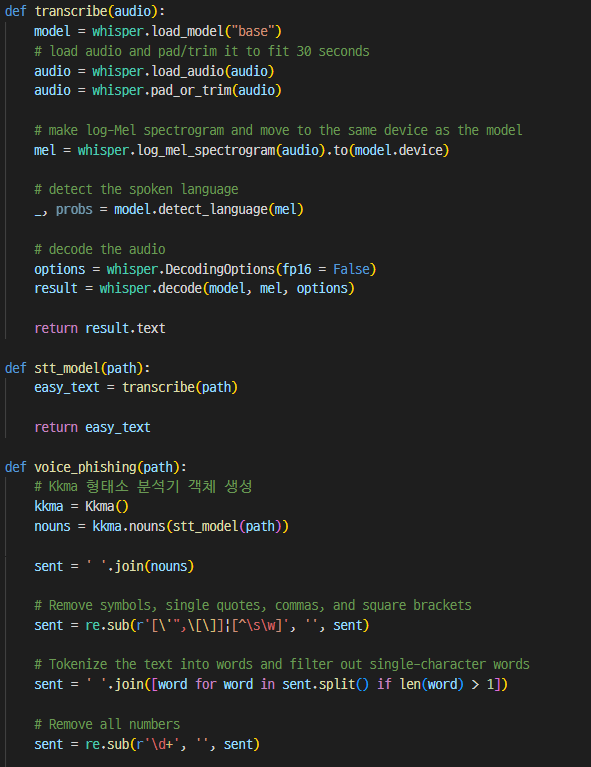 def transcribe(audio):
    model = whisper.load_model("base")
    # load audio and pad/trim it to fit 30 seconds
    audio = whisper.load_audio(audio)
    audio = whisper.pad_or_trim(audio)

    # make log-Mel spectrogram and move to the same device as the model
    mel = whisper.log_mel_spectrogram(audio).to(model.device)

    # detect the spoken language
    _, probs = model.detect_language(mel)

    # decode the audio
    options = whisper.DecodingOptions(fp16 = False)
    result = whisper.decode(model, mel, options)

    return result.text

def stt_model(path):
    easy_text = transcribe(path)

    return easy_text

def voice_phishing(path):
    # Kkma 형태소 분석기 객체 생성
    kkma = Kkma()
    nouns = kkma.nouns(stt_model(path))

    sent = ' '.join(nouns)

    # Remove symbols, single quotes, commas, and square brackets
    sent = re.sub(r'[\'",\[\]]¦[^\s\w]', '', sent)

    # Tokenize the text into words and filter out single-character words
    sent = ' '.join([word for word in sent.split() if len(word) > 1])

    # Remove all numbers
    sent = re.sub(r'\d+', '', sent)